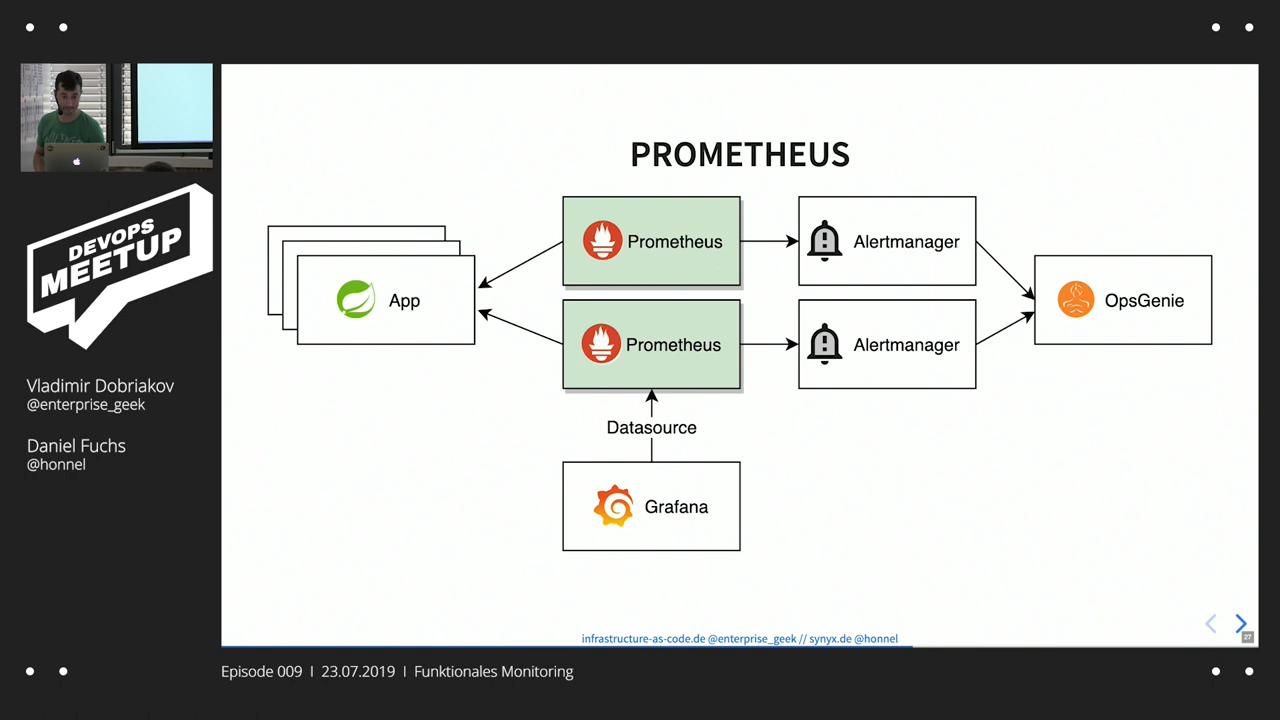 DEVOPS
MEETUP
Vladimir Dobriakov
@enterprise_geek
Daniel Fuchs
@honnel
PROMETHEUS
App
Prometheus
Alertmanager
Prometheus
Alertmanager
OpsGenie
Datasource
Grafana
infrastructure-as-code.de @enterprise_geek // synyx.de @honnel
27
Episode 009 | 23.07.2019 | Funktionales Monitoring